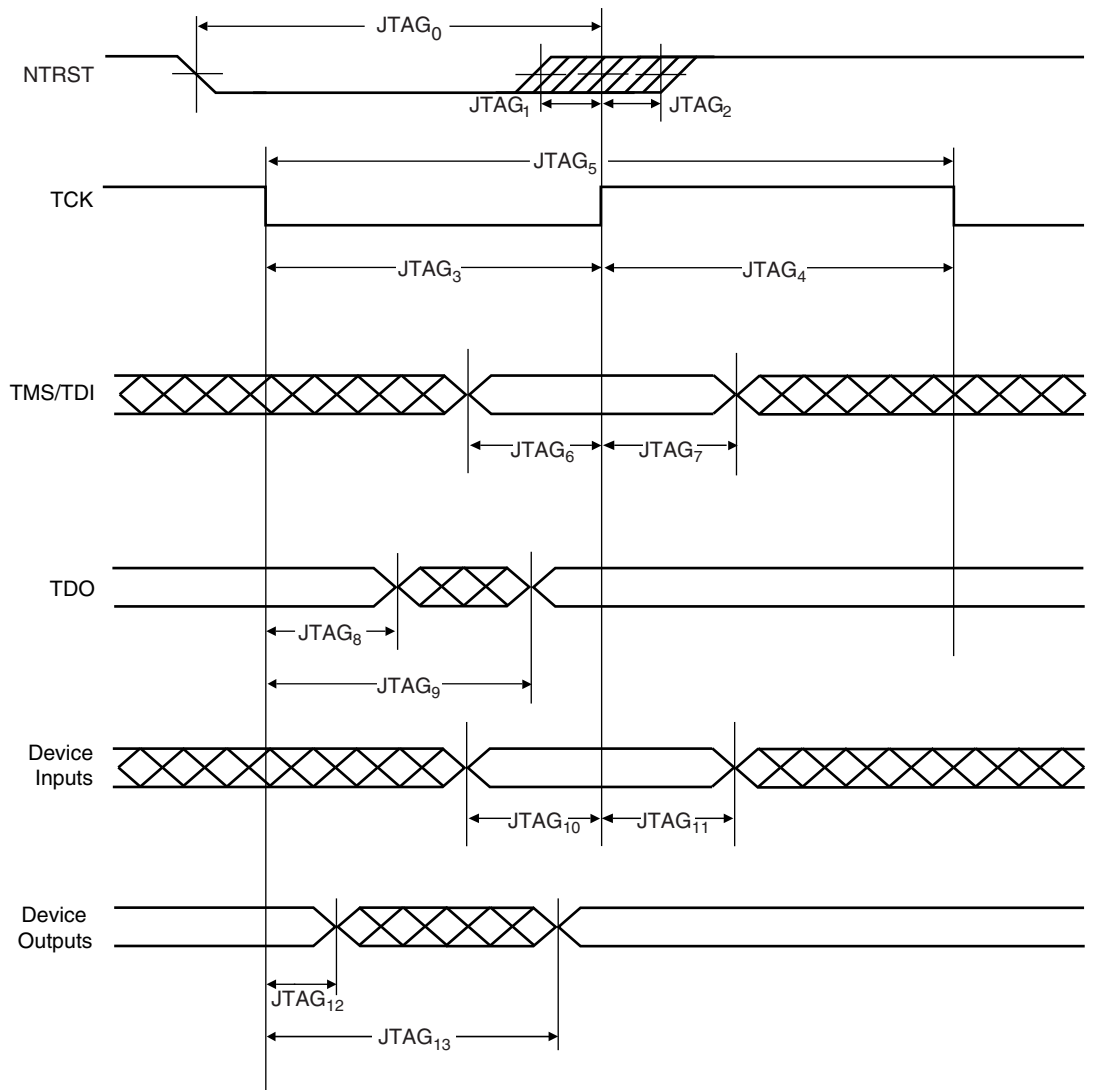 JTAG₀
NTRST
JTAG₁
JTAG₂
JTAG₅
TCK
JTAG₃
JTAG₄
TMS/TDI
JTAG₆
JTAG₇
TDO
JTAG₈
JTAG₉
Device
Inputs
JTAG₁₀
JTAG₁₁
Device
Outputs
JTAG₁₂
JTAG₁₃